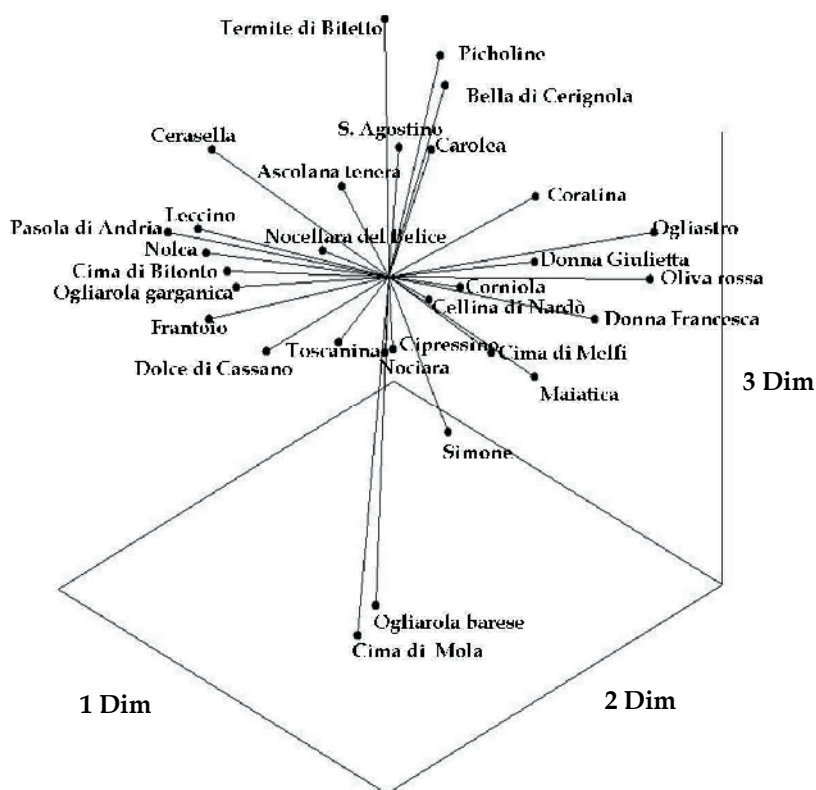 Termite di Bitetto
Picholine
Bella di Cerignola
S. Agostino
Cerasella
Carolea
Ascolana tenera
Coratina
Leccino
Pasola di Andria
Ogliastro
Nocellara del Belice
Nolca
Donna Giulietta
Cima di Bitonto
Oliva rossa
Ogliarola garganica
Corniola
Cellina di Nardò
Frantoio
Donna Francesca
Toscanina
Cipressino
Cima di Melfi
Dolce di Cassano
Nociara
3 Dim
Maiatica
Simone
Ogliarola barese
Cima di Mola
1 Dim
2 Dim